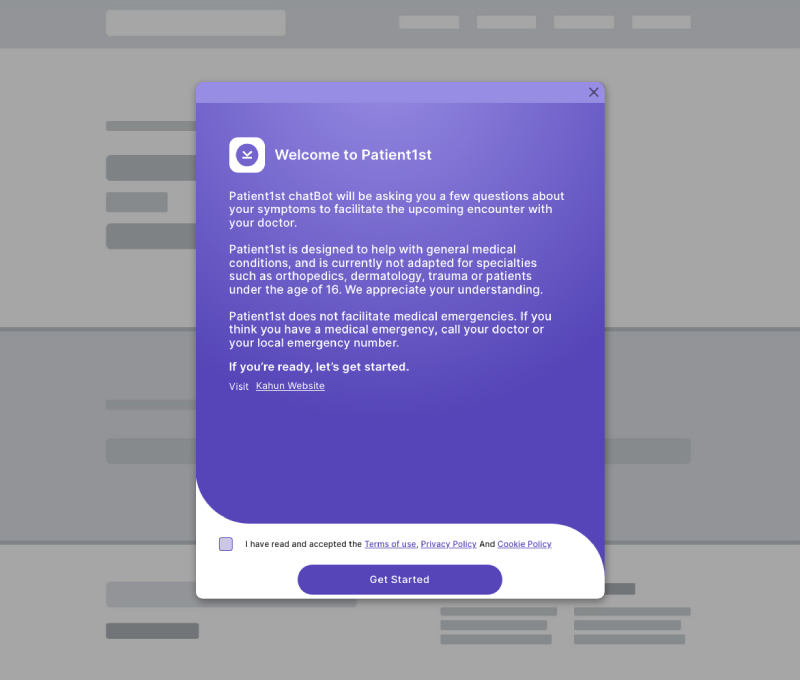 Welcome to Patient1st
Patient1st chatBot will be asking you a few questions about
your symptoms to facilitate the upcoming encounter with
your doctor.
Patient1st is designed to help with general medical
conditions, and is currently not adapted for specialties
such as orthopedics, dermatology, trauma or patients
under the age of 16. We appreciate your understanding.
Patient1st does not facilitate medical emergencies. If you
think you have a medical emergency, call your doctor or
your local emergency number.
If you’re ready, let’s get started.
Visit Kahun Website
I have read and accepted the Terms of use, Privacy Policy And Cookie Policy
Get Started